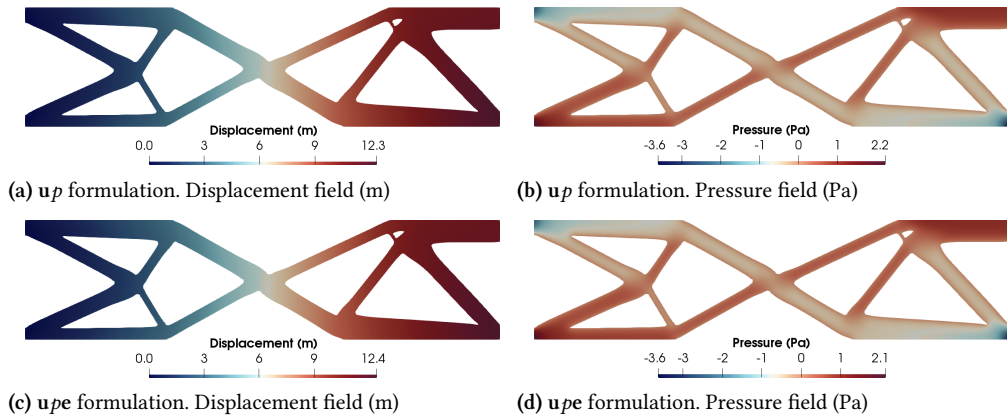 Displacement (m)
0.0 3 6 9 12.3
Pressure (Pa)
-3.6 -3 -2 -1 0 1 2.2
(a) up formulation. Displacement field (m)
(b) up formulation. Pressure field (Pa)
Displacement (m)
0.0 3 6 9 12.4
Pressure (Pa)
-3.6 -3 -2 -1 0 1 2.1
(c) upe formulation. Displacement field (m)
(d) upe formulation. Pressure field (Pa)